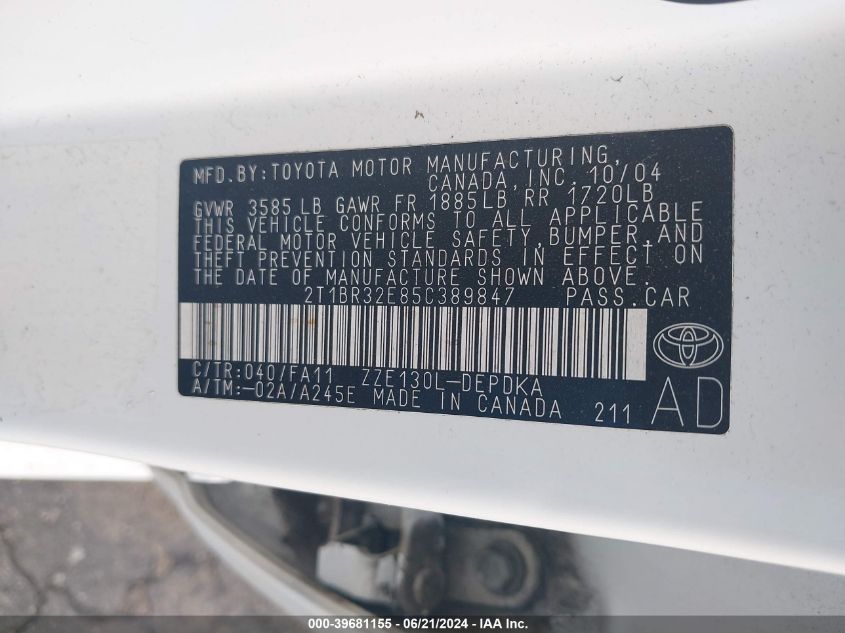 MFD.BY:TOYOTA MOTOR MANUFACTURING,
CANADA,INC. 10/04
GVWR 3585 LB GAWR FR 1885LB RR 1720LB
THIS VEHICLE CONFORMS TO ALL APPLICABLE
FEDERAL MOTOR VEHICLE SAFETY,BUMPER,AND
THEFT PREVENTION STANDARDS IN EFFECT ON
THE DATE OF MANUFACTURE SHOWN ABOVE.
2T1BR32E85C389847 PASS.CAR
C/TR:040/FA11 ZZE130L-DEPDKA
A/TM:-02A/A245E MADE IN CANADA 211 AD
000-39681155 - 06/21/2024 - IAA Inc.